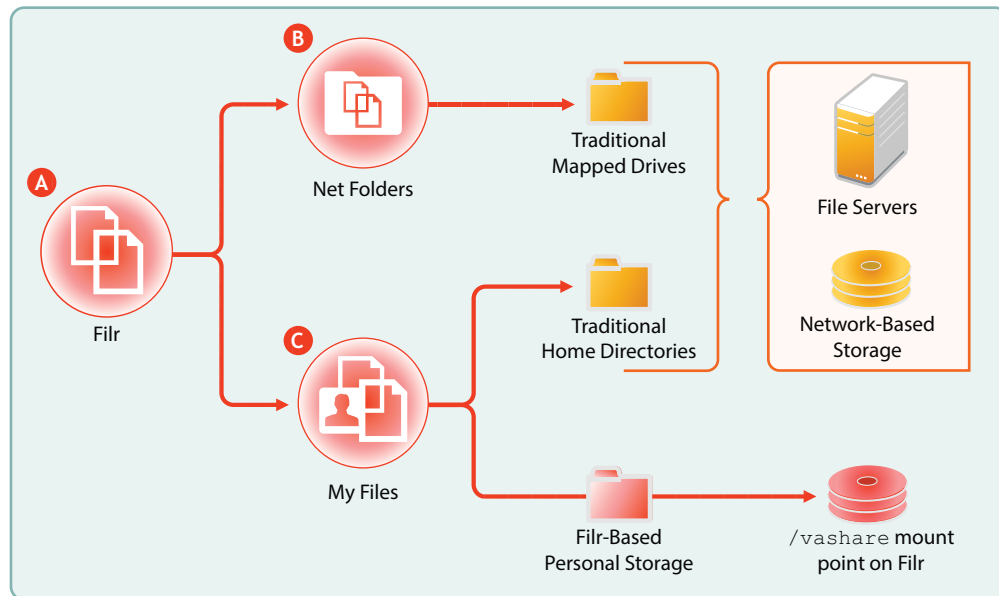 B
Net Folders
Traditional
Mapped Drives
File Servers
A
Filr
Traditional
Home Directories
Network-Based
Storage
C
My Files
Filr-Based
Personal Storage
/vashare mount
point on Filr